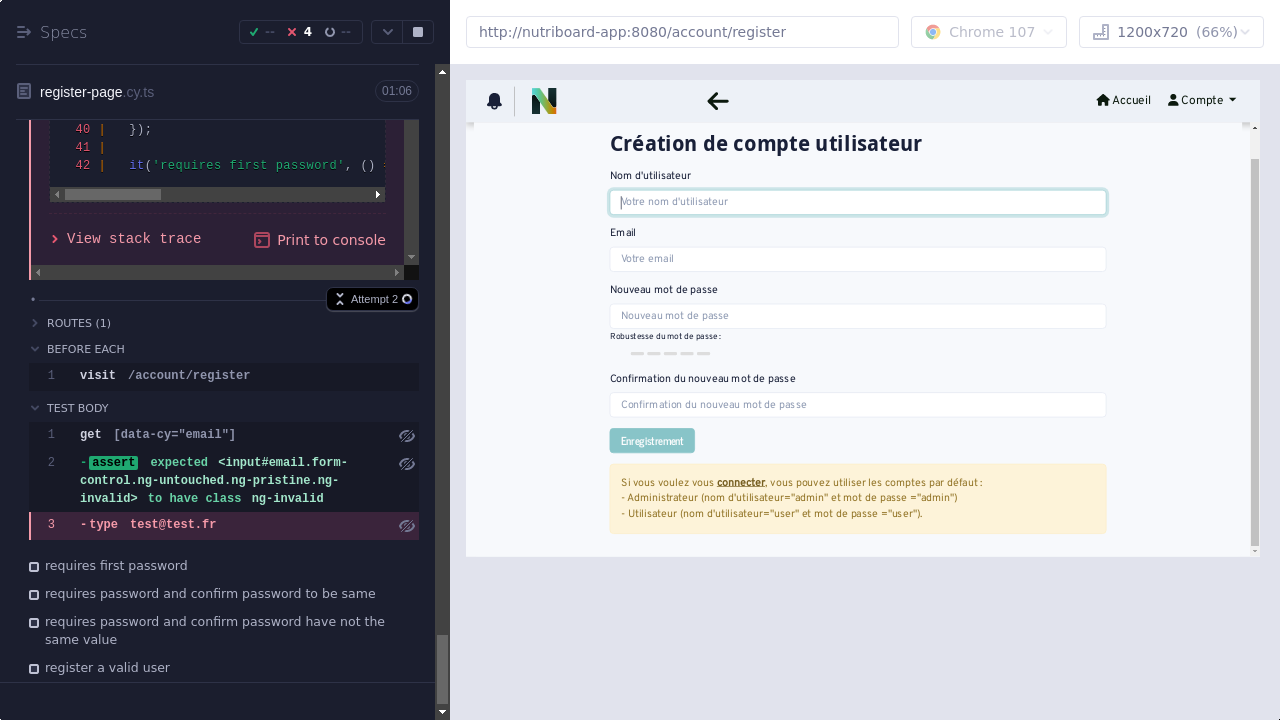 Specs
--
4
--
http://nutriboard-app:8080/account/register
Chrome 107
1200x720 (66%)
register-page.cy.ts
01:06
40 | });
41 |
42 | it('requires first password', () =
View stack trace
Print to console
Attempt 2
ROUTES (1)
BEFORE EACH
1 visit /account/register
TEST BODY
1 get [data-cy="email"]
2 -assert expected <input#email.form-
control.ng-untouched.ng-pristine.ng-
invalid> to have class ng-invalid
3 -type test@test.fr
requires first password
requires password and confirm password to be same
requires password and confirm password have not the
same value
register a valid user
Accueil
Compte
Création de compte utilisateur
Nom d'utilisateur
Votre nom d'utilisateur
Email
Votre email
Nouveau mot de passe
Nouveau mot de passe
Robustesse du mot de passe :
Confirmation du nouveau mot de passe
Confirmation du nouveau mot de passe
Enregistrement
Si vous voulez vous connecter, vous pouvez utiliser les comptes par défaut :
- Administrateur (nom d'utilisateur="admin" et mot de passe ="admin")
- Utilisateur (nom d'utilisateur="user" et mot de passe ="user").